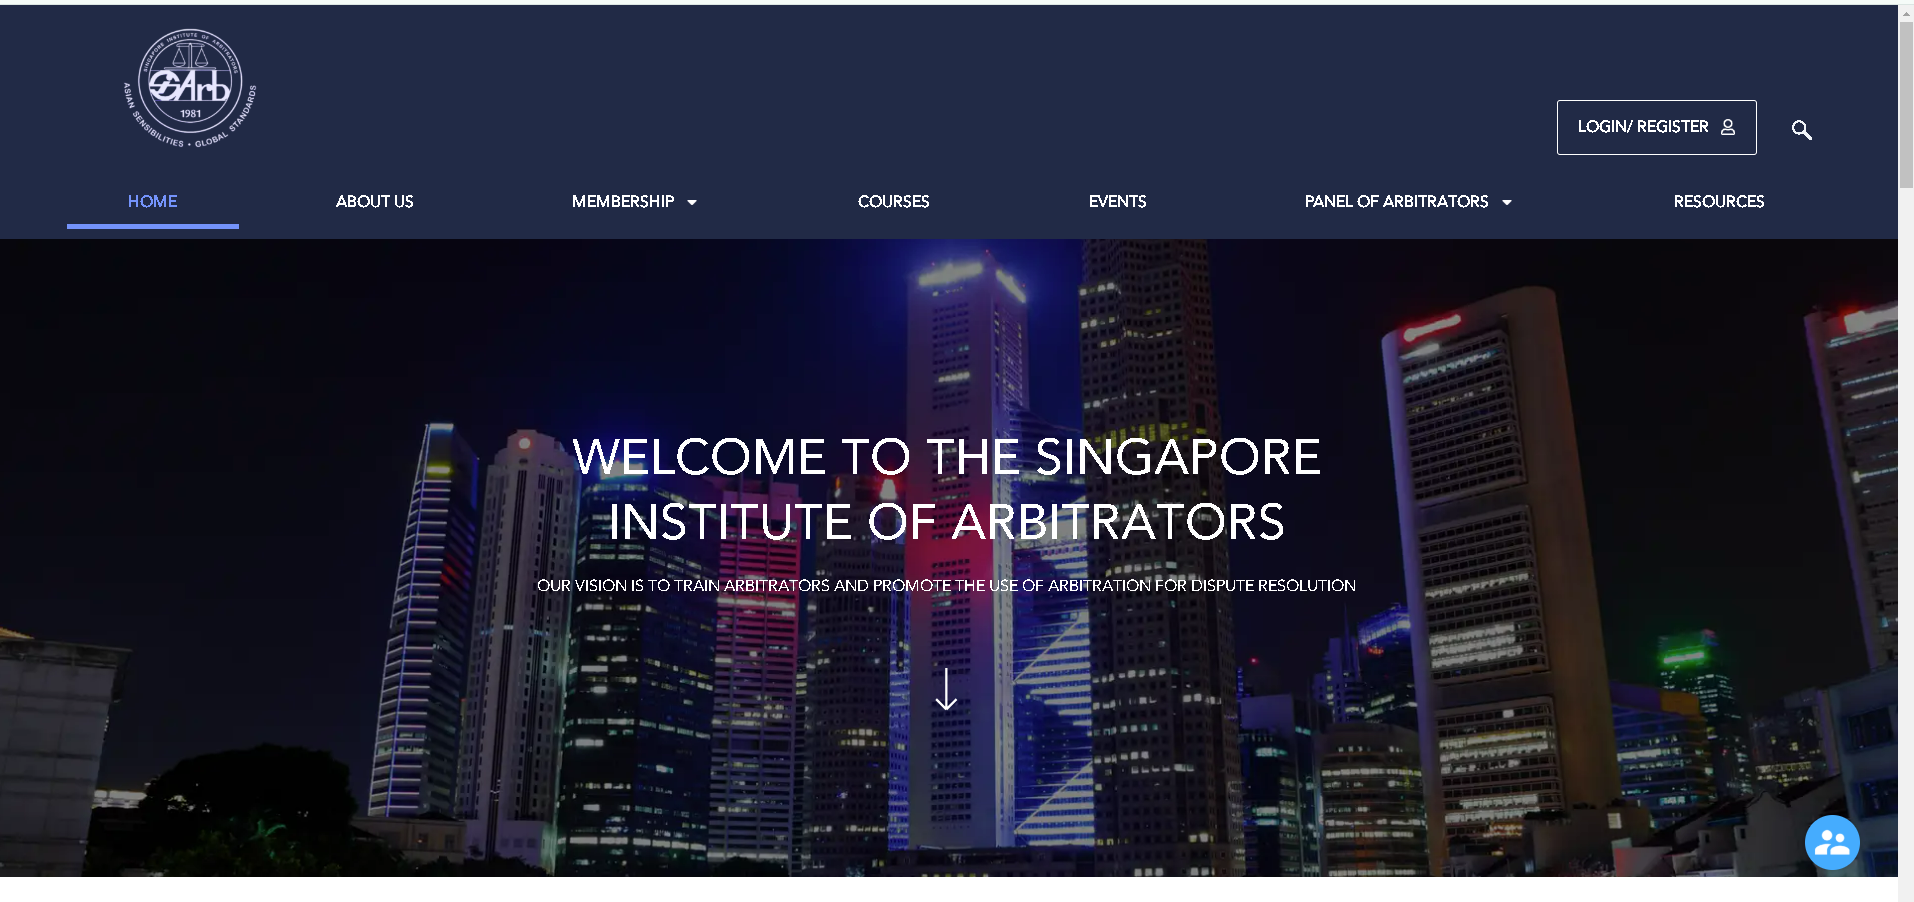 SINGAPORE INSTITUTE OF ARBITRATORS
SIArb
1981
ASIAN SENSIBILITIES • GLOBAL STANDARDS
LOGIN/ REGISTER
HOME
ABOUT US
MEMBERSHIP
COURSES
EVENTS
PANEL OF ARBITRATORS
RESOURCES
WELCOME TO THE SINGAPORE
INSTITUTE OF ARBITRATORS
OUR VISION IS TO TRAIN ARBITRATORS AND PROMOTE THE USE OF ARBITRATION FOR DISPUTE RESOLUTION